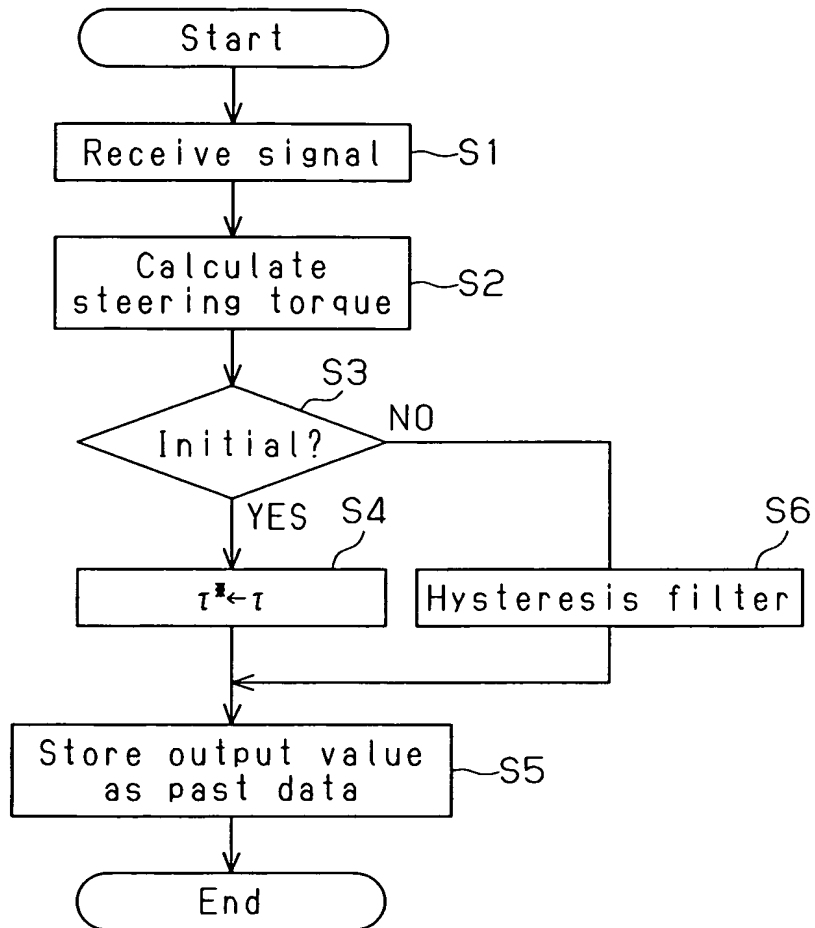 Start
Receive signal
S1
Calculate
steering torque
S2
S3
Initial?
NO
YES
S4
τ*←τ
S6
Hysteresis filter
Store output value
as past data
S5
End